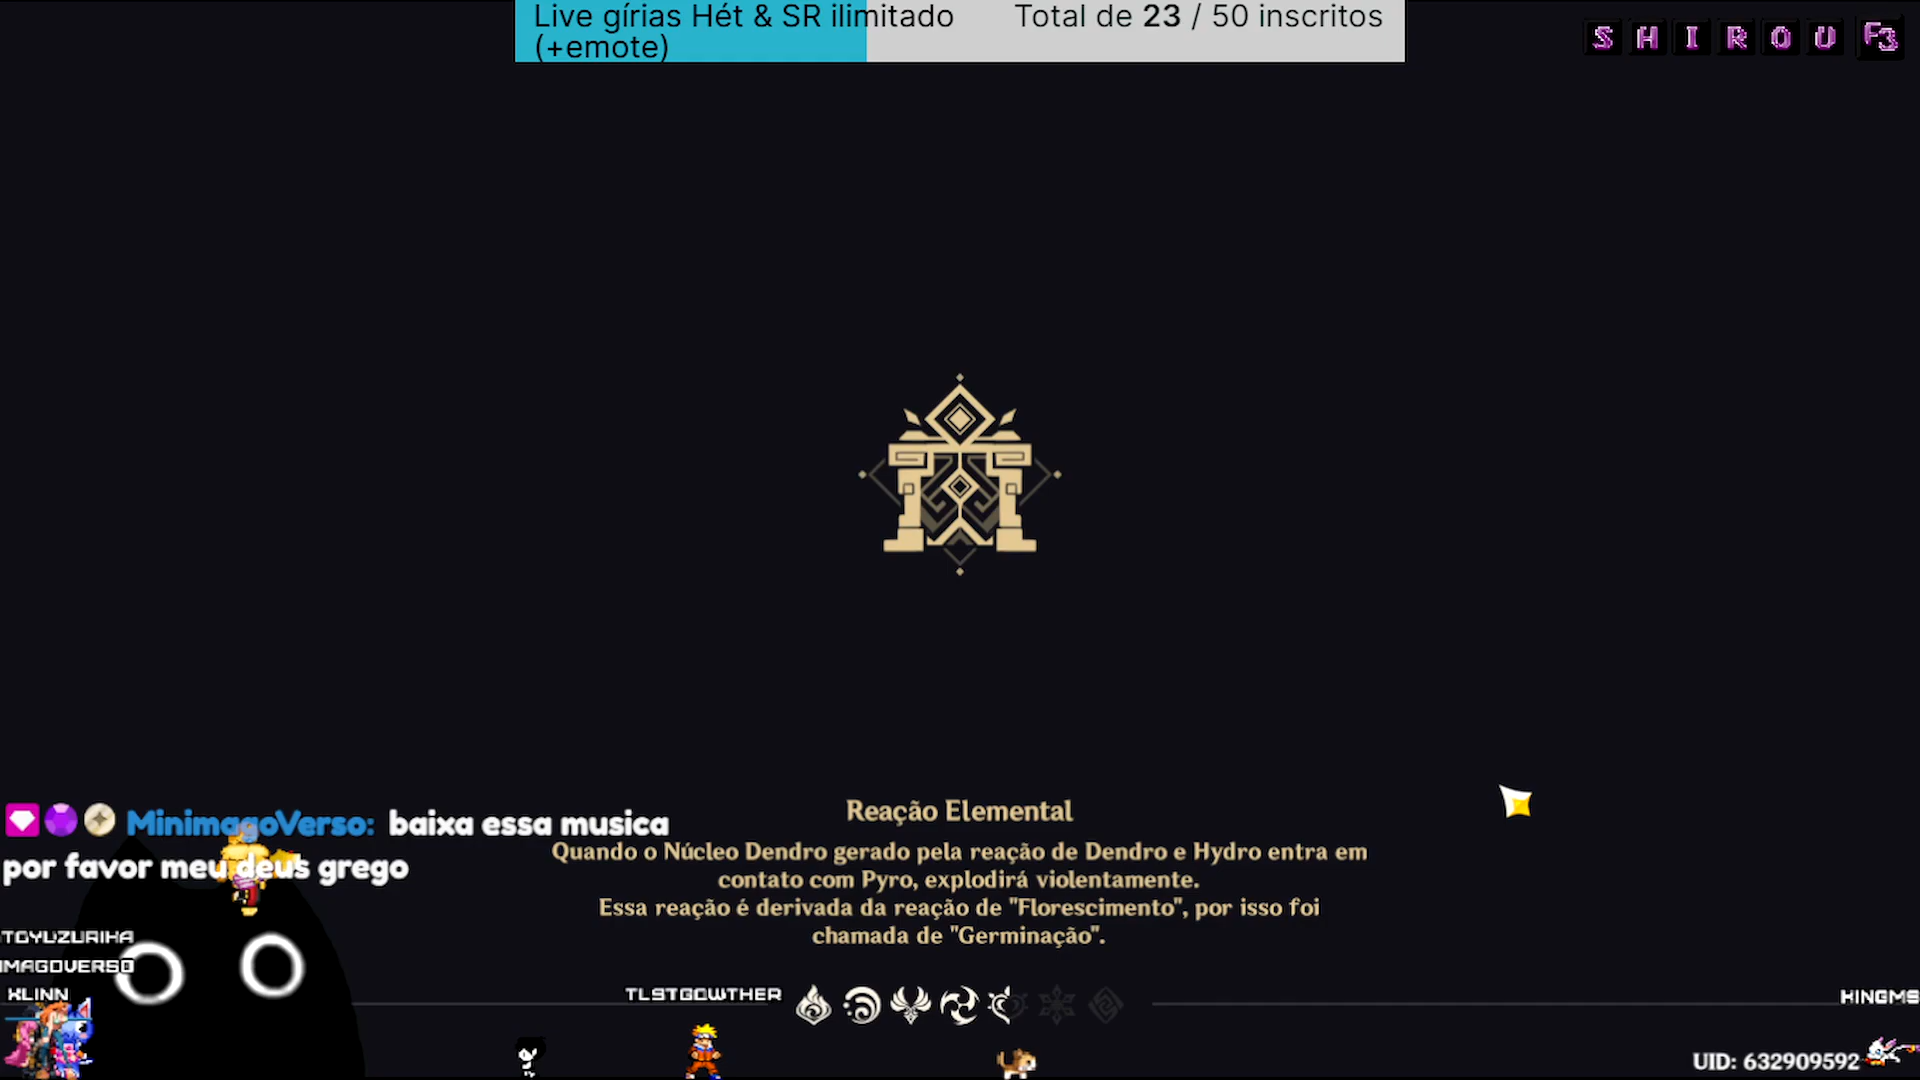 Live gírias Hét & SR ilimitado
(+emote)
Total de 23 / 50 inscritos
S H I R O U F3
MinimagoVerso: baixa essa musica
por favor meu deus grego
Reação Elemental
Quando o Núcleo Dendro gerado pela reação de Dendro e Hydro entra em
contato com Pyro, explodirá violentamente.
Essa reação é derivada da reação de "Florescimento", por isso foi
chamada de "Germinação".
TOYUZURIHA
IMAGOVERSO
XLINN
TLSTGOWTHER
KINGMS
UID: 632909592